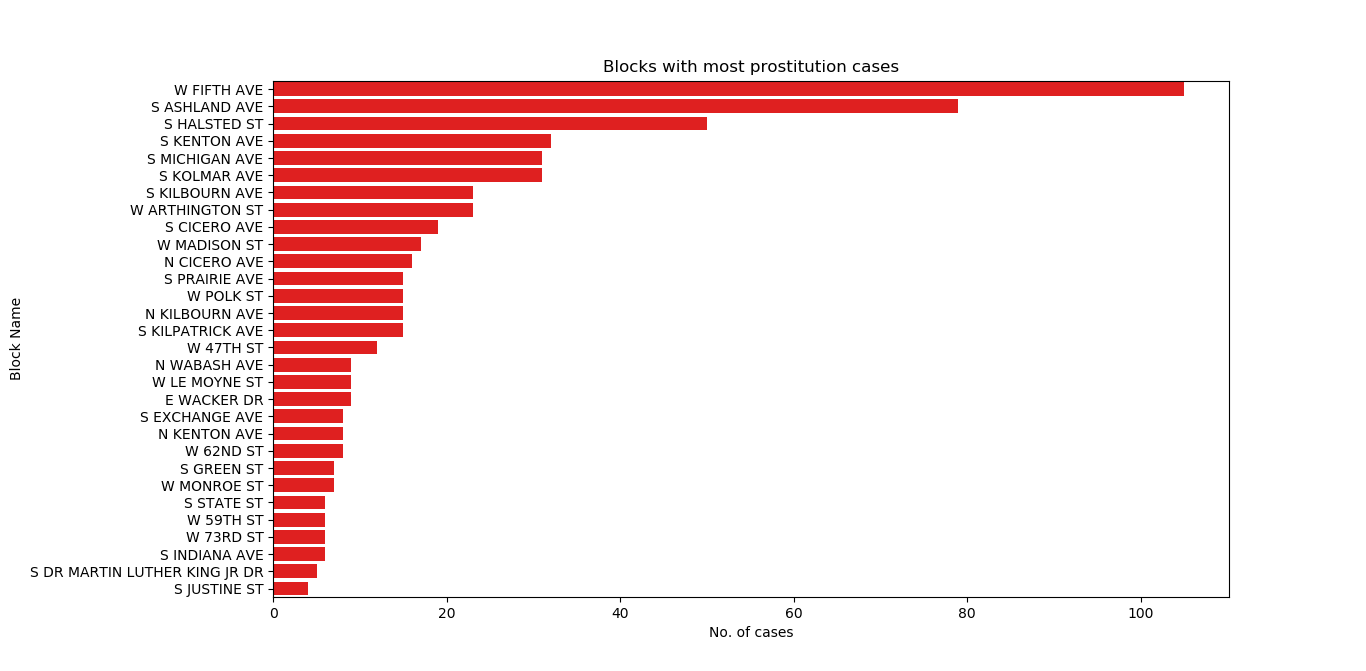 Blocks with most prostitution cases
W FIFTH AVE
S ASHLAND AVE
S HALSTED ST
S KENTON AVE
S MICHIGAN AVE
S KOLMAR AVE
S KILBOURN AVE
W ARTHINGTON ST
S CICERO AVE
W MADISON ST
N CICERO AVE
S PRAIRIE AVE
W POLK ST
N KILBOURN AVE
S KILPATRICK AVE
W 47TH ST
N WABASH AVE
W LE MOYNE ST
E WACKER DR
S EXCHANGE AVE
N KENTON AVE
W 62ND ST
S GREEN ST
W MONROE ST
S STATE ST
W 59TH ST
W 73RD ST
S INDIANA AVE
S DR MARTIN LUTHER KING JR DR
S JUSTINE ST
Block Name
0 20 40 60 80 100
No. of cases